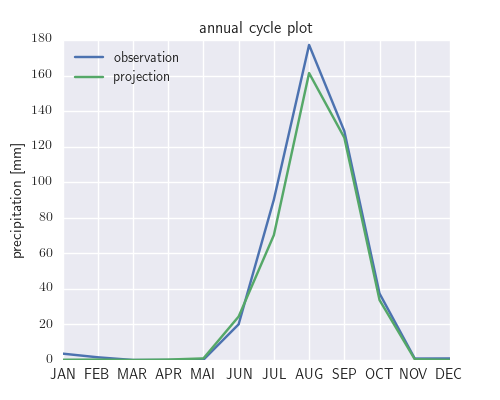 annual cycle plot
observation
projection
precipitation [mm]
180
160
140
120
100
80
60
40
20
0
JAN FEB MAR APR MAI JUN JUL AUG SEP OCT NOV DEC